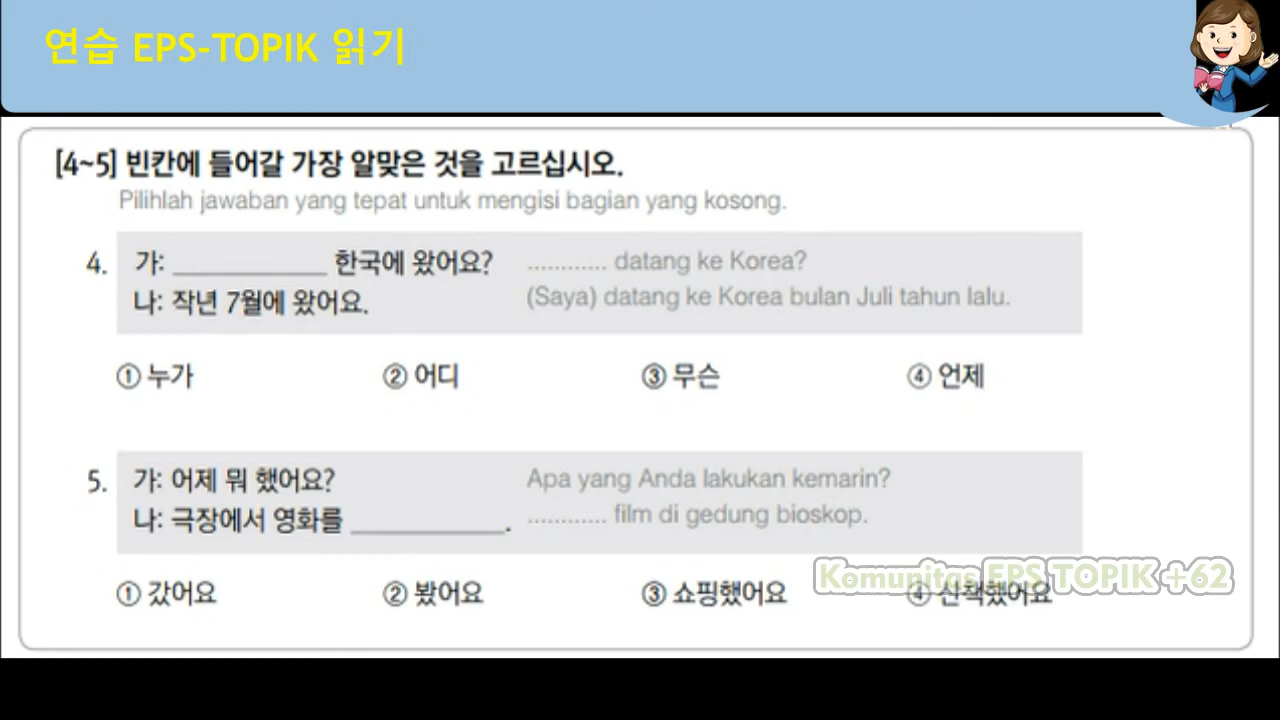 연습 EPS-TOPIK 읽기
[4~5] 빈칸에 들어갈 가장 알맞은 것을 고르십시오.
Pilihlah jawaban yang tepat untuk mengisi bagian yang kosong.
4. 가: ____________ 한국에 왔어요? ............ datang ke Korea?
나: 작년 7월에 왔어요. (Saya) datang ke Korea bulan Juli tahun lalu.
① 누가 ② 어디 ③ 무슨 ④ 언제
5. 가: 어제 뭐 했어요? Apa yang Anda lakukan kemarin?
나: 극장에서 영화를 ____________. ............ film di gedung bioskop.
Komunitas EPS TOPIK +62
① 갔어요 ② 봤어요 ③ 쇼핑했어요 ④ 산책했어요